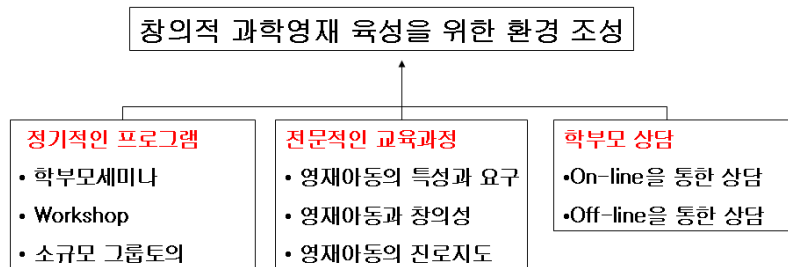 창의적 과학영재 육성을 위한 환경 조성
정기적인 프로그램
• 학부모세미나
• Workshop
• 소규모 그룹토의
전문적인 교육과정
• 영재아동의 특성과 요구
• 영재아동과 창의성
• 영재아동의 진로지도
학부모 상담
•On-line을 통한 상담
•Off-line을 통한 상담